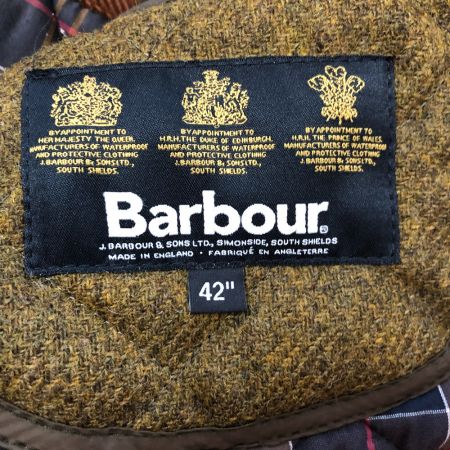 BY APPOINTMENT TO
HER MAJESTY THE QUEEN.
MANUFACTURERS OF WATERPROOF
AND PROTECTIVE CLOTHING
J. BARBOUR & SONS LTD.,
SOUTH SHIELDS.
BY APPOINTMENT TO
H.R.H. THE DUKE OF EDINBURGH.
MANUFACTURERS OF WATERPROOF
AND PROTECTIVE CLOTHING
J. BARBOUR & SONS LTD.,
SOUTH SHIELDS.
BY APPOINTMENT TO
H.R.H. THE PRINCE OF WALES
MANUFACTURERS OF WATERPROOF
AND PROTECTIVE CLOTHING
J. BARBOUR & SONS LTD.,
SOUTH SHIELDS.
Barbour®
J. BARBOUR & SONS LTD., SIMONSIDE, SOUTH SHIELDS
MADE IN ENGLAND • FABRIQUÉ EN ANGLETERRE
42"